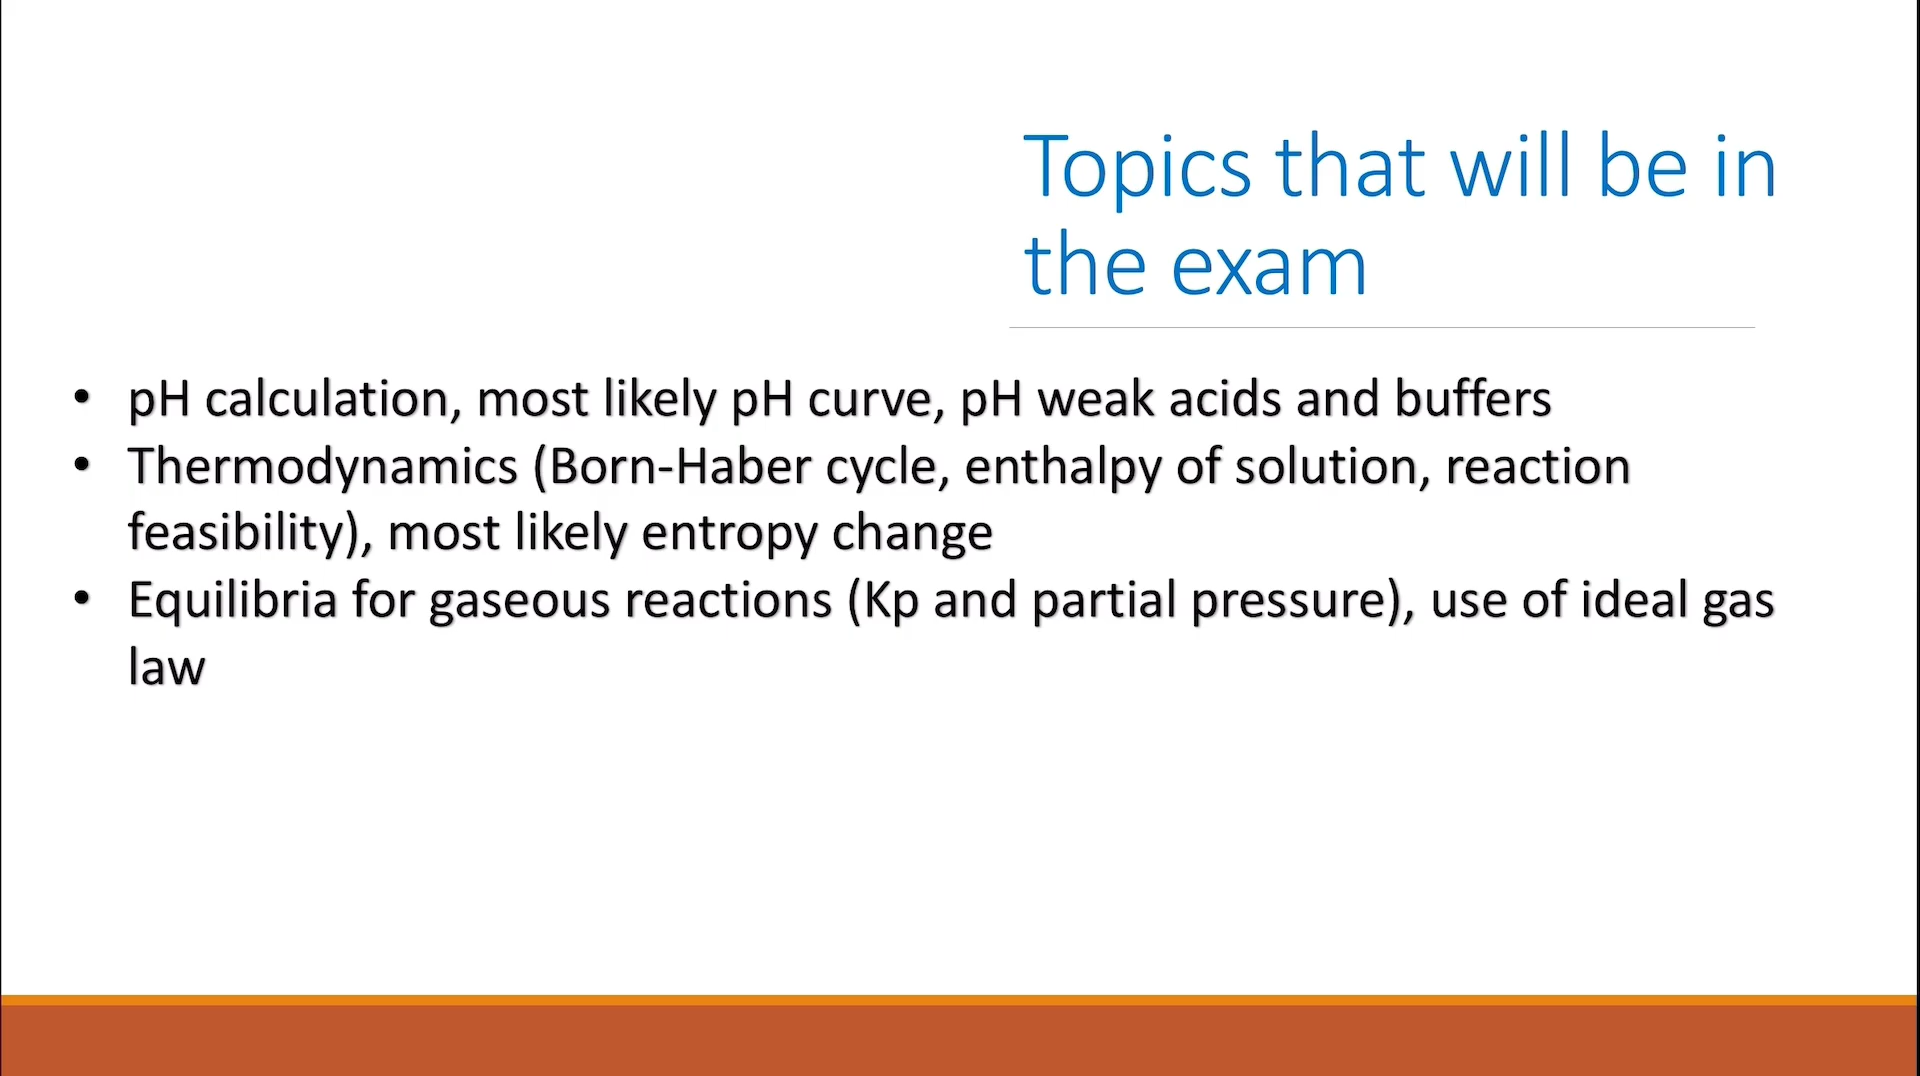 Topics that will be in
the exam
• pH calculation, most likely pH curve, pH weak acids and buffers
• Thermodynamics (Born-Haber cycle, enthalpy of solution, reaction
feasibility), most likely entropy change
• Equilibria for gaseous reactions (Kp and partial pressure), use of ideal gas
law